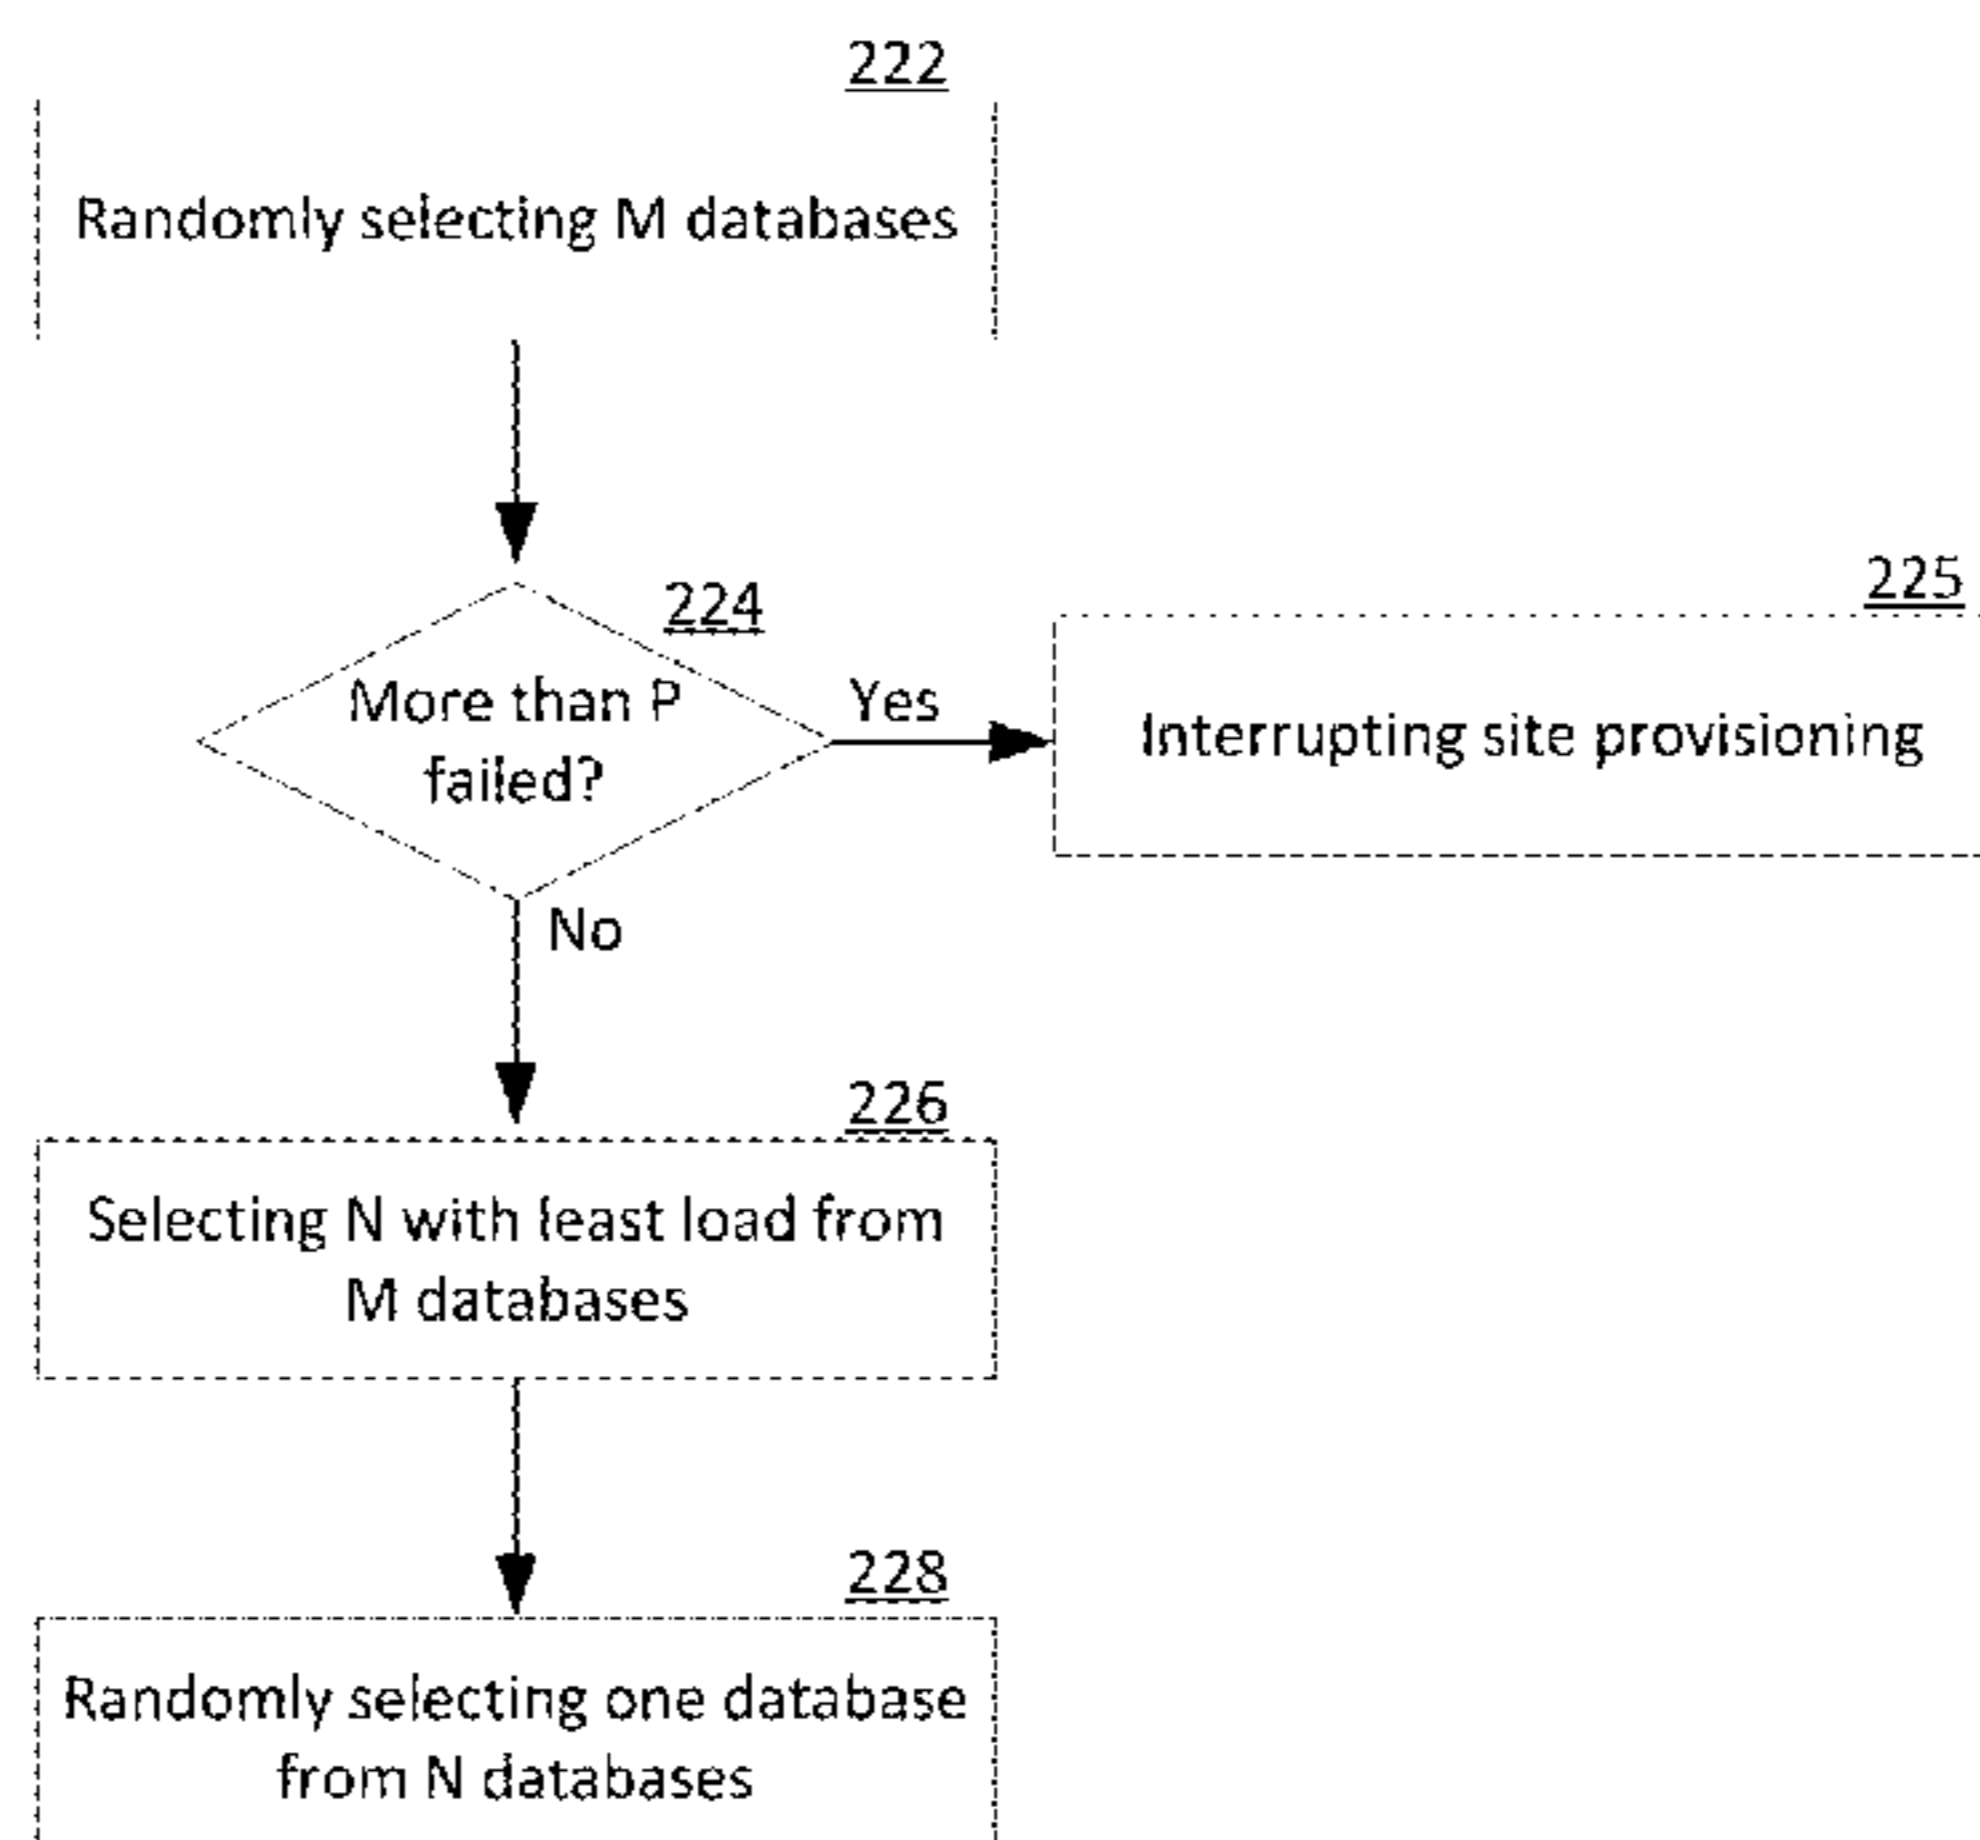 222
Randomly selecting M databases
224
More than P
failed?
Yes
225
Interrupting site provisioning
No
226
Selecting N with least load from
M databases
228
Randomly selecting one database
from N databases